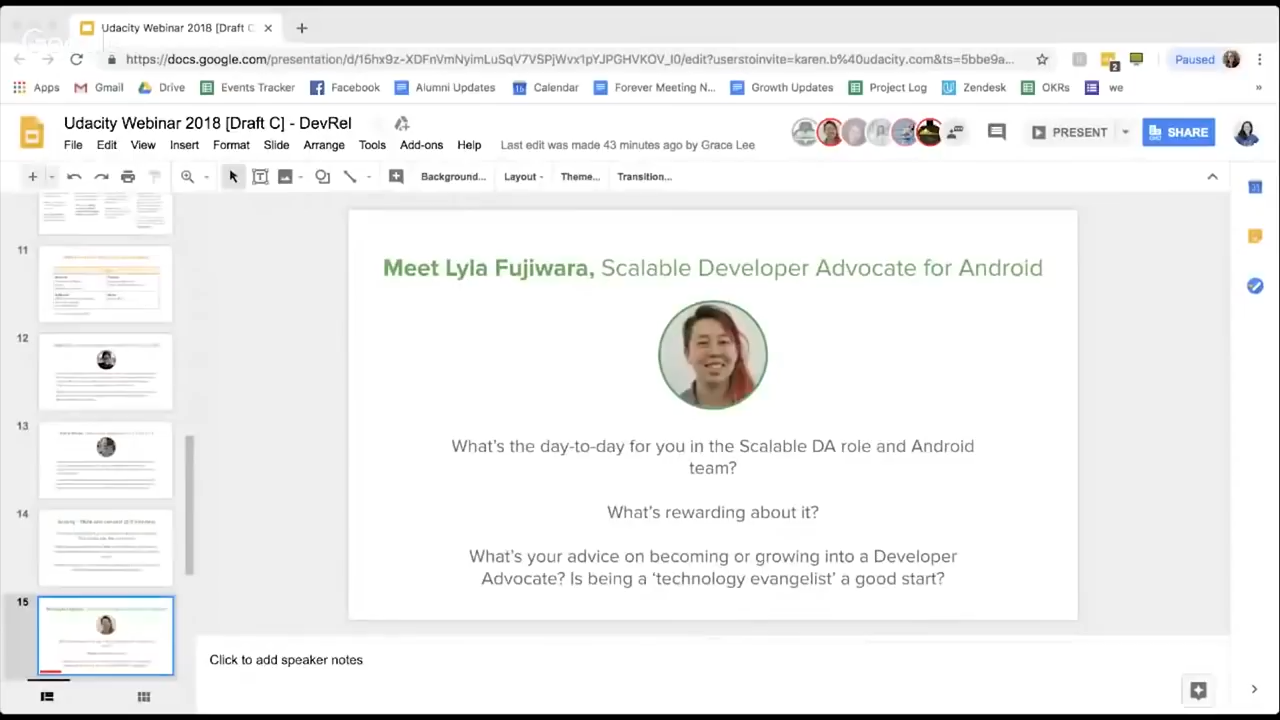 Udacity Webinar 2018 [Draft C
https://docs.google.com/presentation/d/15hx9z-XDFnVmNyimLuSqV7VSPjWvx1pYJPGHVKOV_I0/edit?userstoinvite=karen.b%40udacity.com&ts=5bbe9a...
2
Paused
Apps Gmail Drive Events Tracker Facebook Alumni Updates Calendar Forever Meeting N... Growth Updates Project Log Zendesk OKRs we »
Udacity Webinar 2018 [Draft C] - DevRel
File Edit View Insert Format Slide Arrange Tools Add-ons Help Last edit was made 43 minutes ago by Grace Lee
PRESENT
SHARE
Background... Layout Theme... Transition...
11
12
13
14
15
Meet Lyla Fujiwara, Scalable Developer Advocate for Android
What's the day-to-day for you in the Scalable DA role and Android
team?
What's rewarding about it?
What's your advice on becoming or growing into a Developer
Advocate? Is being a 'technology evangelist' a good start?
Click to add speaker notes